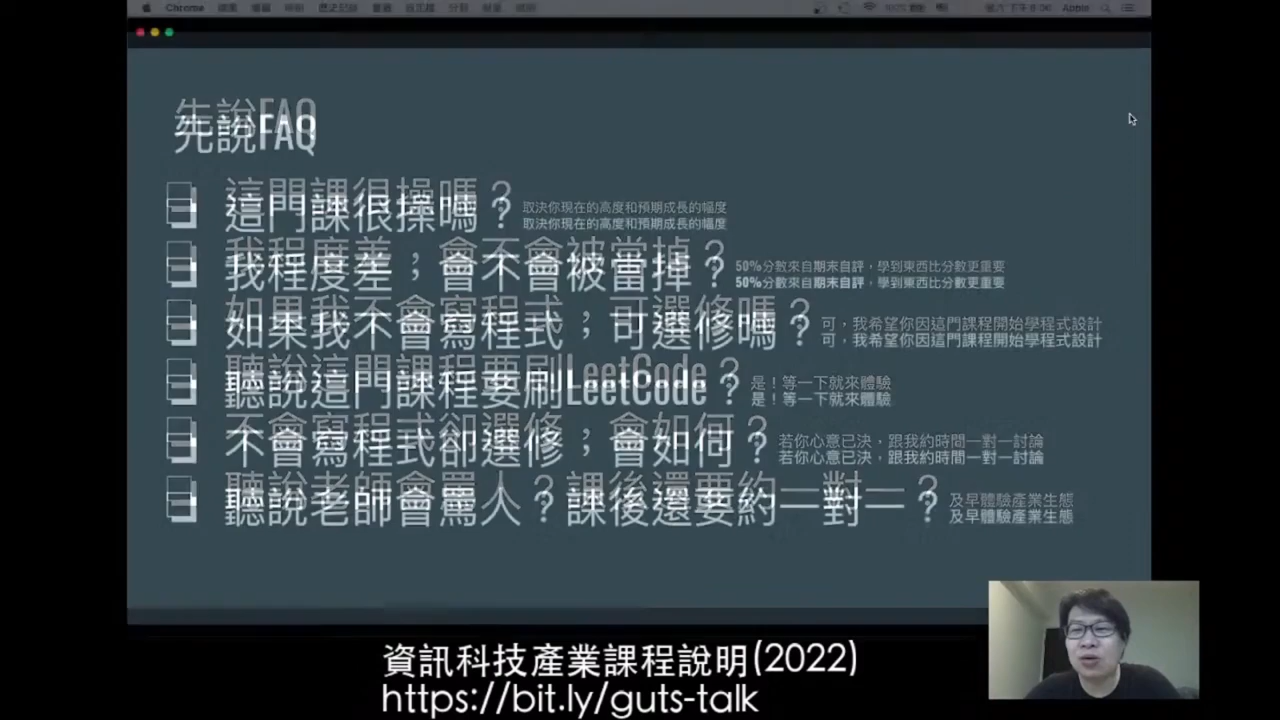 Chrome
Apple
先說FAQ
這門課很操嗎？ 取決你現在的高度和預期成長的幅度
我程度差，會不會被當掉？ 50%分數來自期末自評，學到東西比分數更重要
如果我不會寫程式，可選修嗎？ 可，我希望你因這門課程開始學程式設計
聽說這門課程要刷LeetCode？ 是！等一下就來體驗
不會寫程式卻選修，會如何？ 若你心意已決，跟我約時間一對一討論
聽說老師會罵人？課後還要約一對一？ 及早體驗產業生態
資訊科技產業課程說明(2022)
https://bit.ly/guts-talk